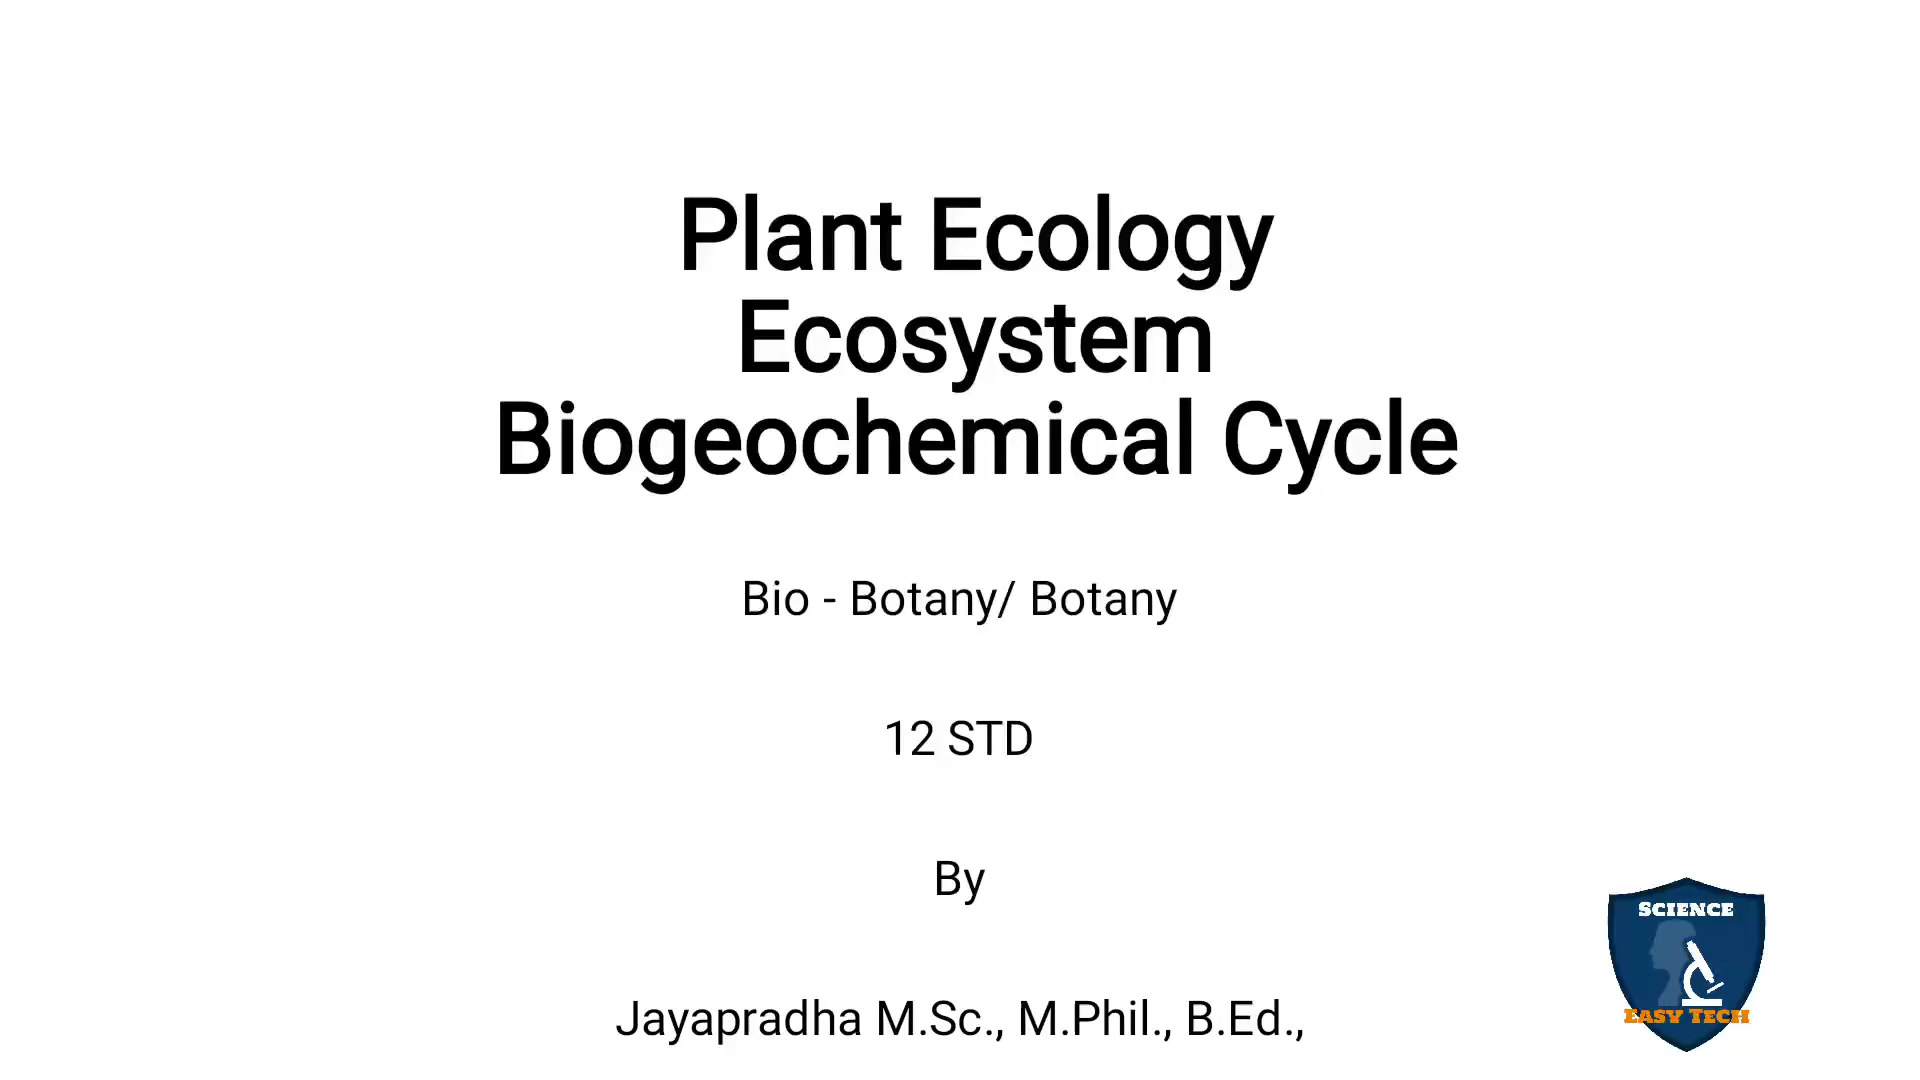 Plant Ecology
Ecosystem
Biogeochemical Cycle
Bio - Botany/ Botany
12 STD
By
Jayapradha M.Sc., M.Phil., B.Ed.,
SCIENCE
EASY TECH